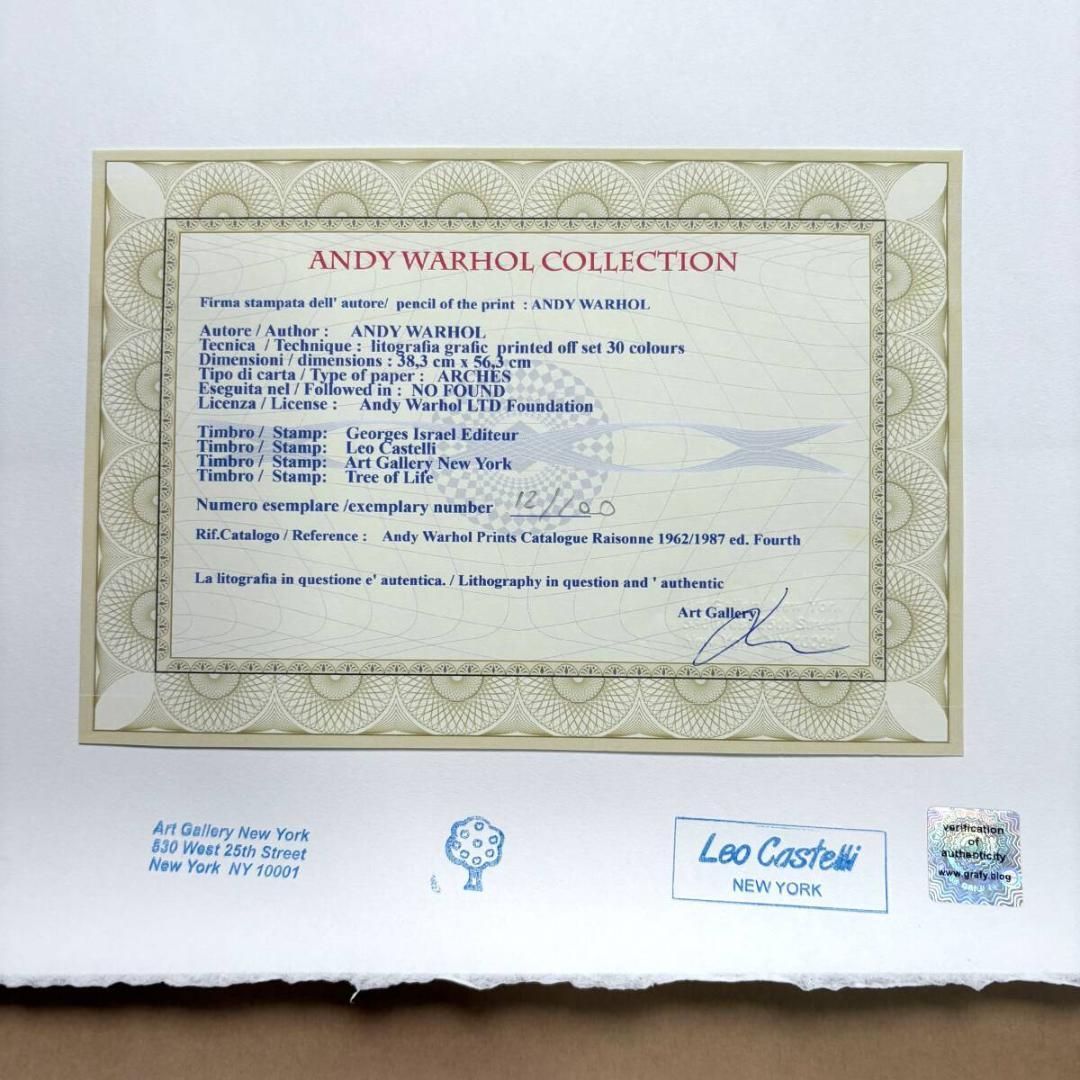 ANDY WARHOL COLLECTION
Firma stampata dell' autore/ pencil of the print : ANDY WARHOL
Autore / Author : ANDY WARHOL
Tecnica / Technique : litografia grafic printed off set 30 colours
Dimensioni / dimensions : 38,3 cm x 56,3 cm
Tipo di carta / Type of paper : ARCHES
Eseguita nel / Followed in : NO FOUND
Licenza / License : Andy Warhol LTD Foundation
Timbro / Stamp: Georges Israel Editeur
Timbro / Stamp: Leo Castelli
Timbro / Stamp: Art Gallery New York
Timbro / Stamp: Tree of Life
Numero esemplare /exemplary number 12/100
Rif.Catalogo / Reference : Andy Warhol Prints Catalogue Raisonne 1962/1987 ed. Fourth
La litografia in questione e' autentica. / Lithography in question and ' authentic
Art Gallery
Art Gallery New York
530 West 25th Street
New York NY 10001
Leo Castelli
NEW YORK
verification
of
authenticity
www.grafy.blog